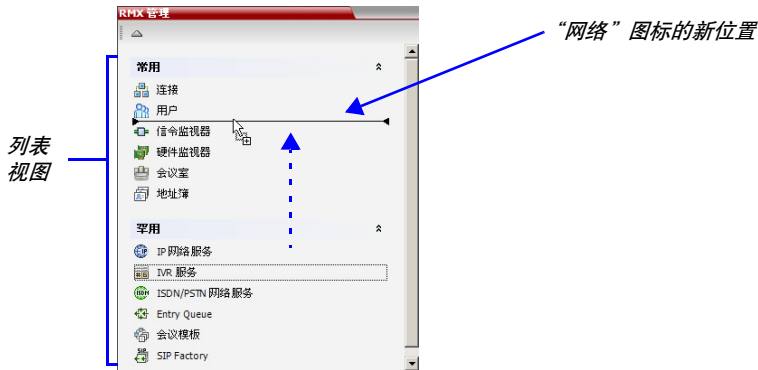 RMX 管理
“网络”图标的新位置
常用
连接
用户
信令监视器
硬件监视器
会议室
地址簿
列表
视图
罕用
IP 网络服务
IVR 服务
ISDN/PSTN 网络服务
Entry Queue
会议模板
SIP Factory